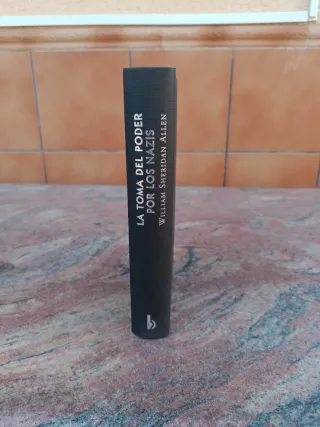 LA TOMA DEL PODER
POR LOS NAZIS
WILLIAM SHERIDAN ALLEN